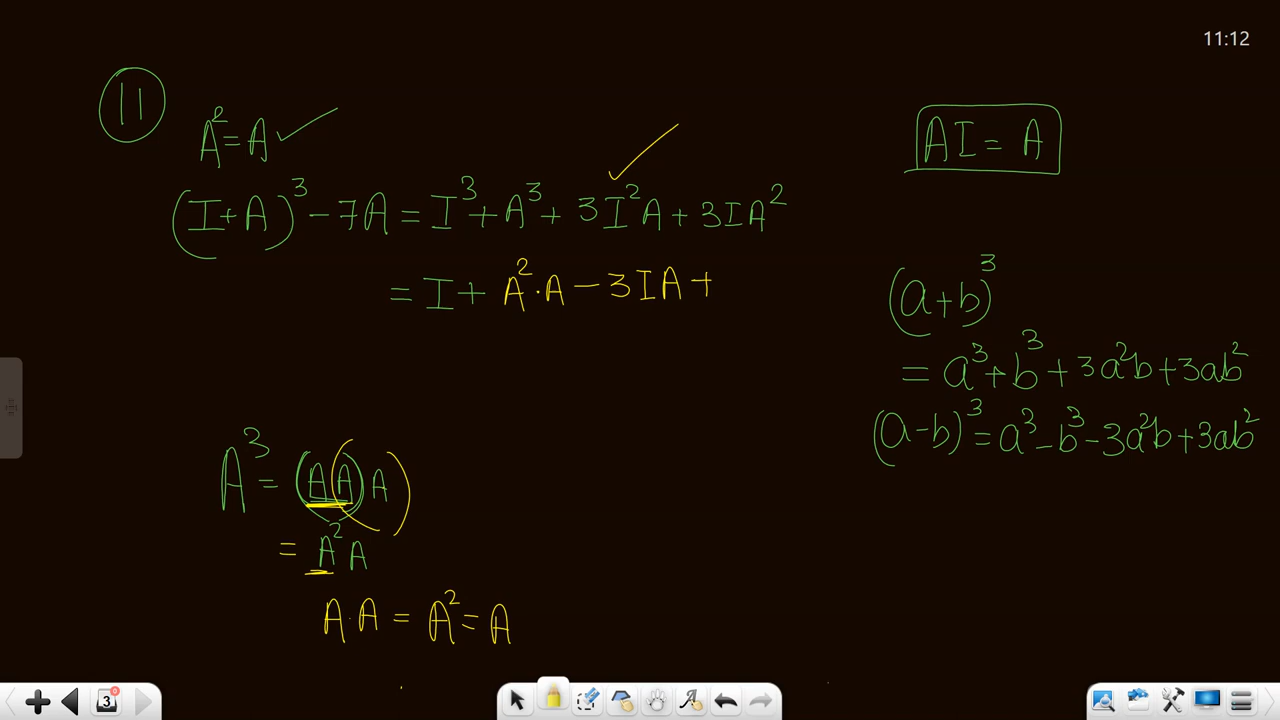 11:12
11
A² = A ✓
AI = A
(I+A)³ - 7A = I³ + A³ + 3I²A + 3IA²
= I + A²·A - 3IA +
(a+b)³
= a³ + b³ + 3a²b + 3ab²
(a-b)³ = a³ - b³ - 3a²b + 3ab²
A³ = (AA)A)
= A²A
A·A = A² = A
3
0